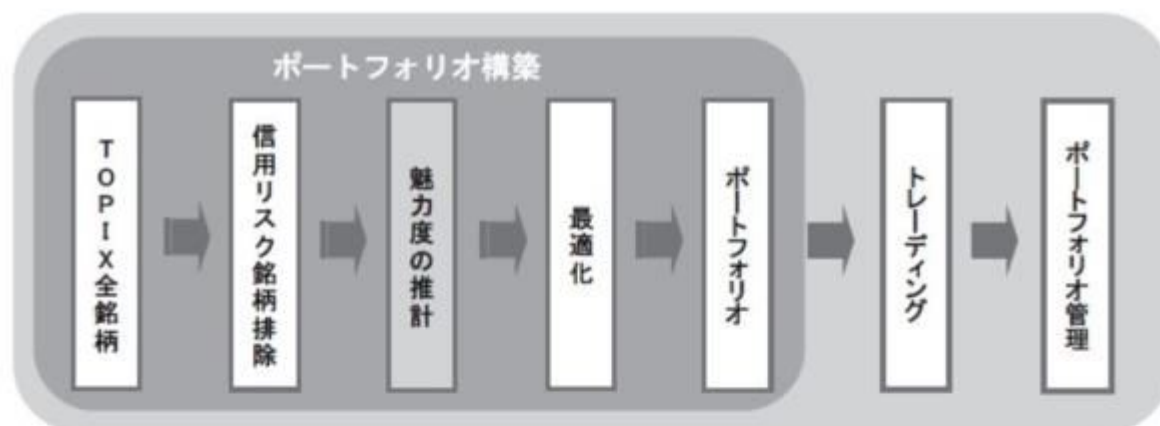 ポートフォリオ構築
TOPIX全銘柄
信用リスク銘柄排除
魅力度の推計
最適化
ポートフォリオ
トレーディング
ポートフォリオ管理